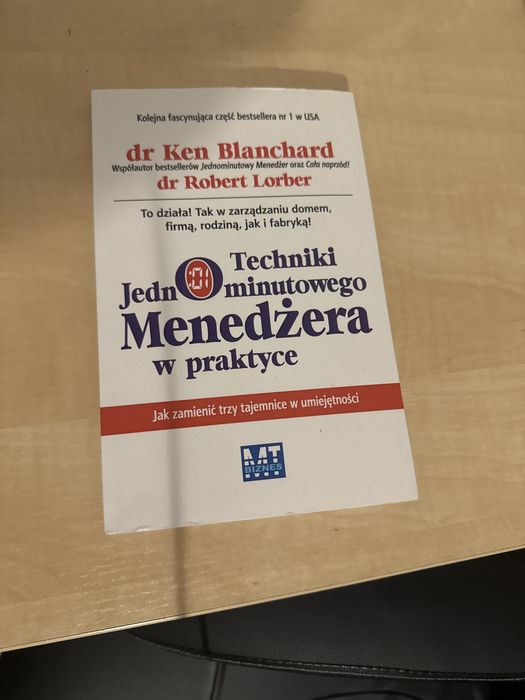 Kolejna fascynująca część bestsellera nr 1 w USA
dr Ken Blanchard
Współautor bestsellerów Jednominutowy Menedżer oraz Cała naprzód!
dr Robert Lorber
To działa! Tak w zarządzaniu domem,
firmą, rodziną, jak i fabryką!
Techniki
JednOminutowego
:01
Menedżera
w praktyce
Jak zamienić trzy tajemnice w umiejętności
MT
BIZNES